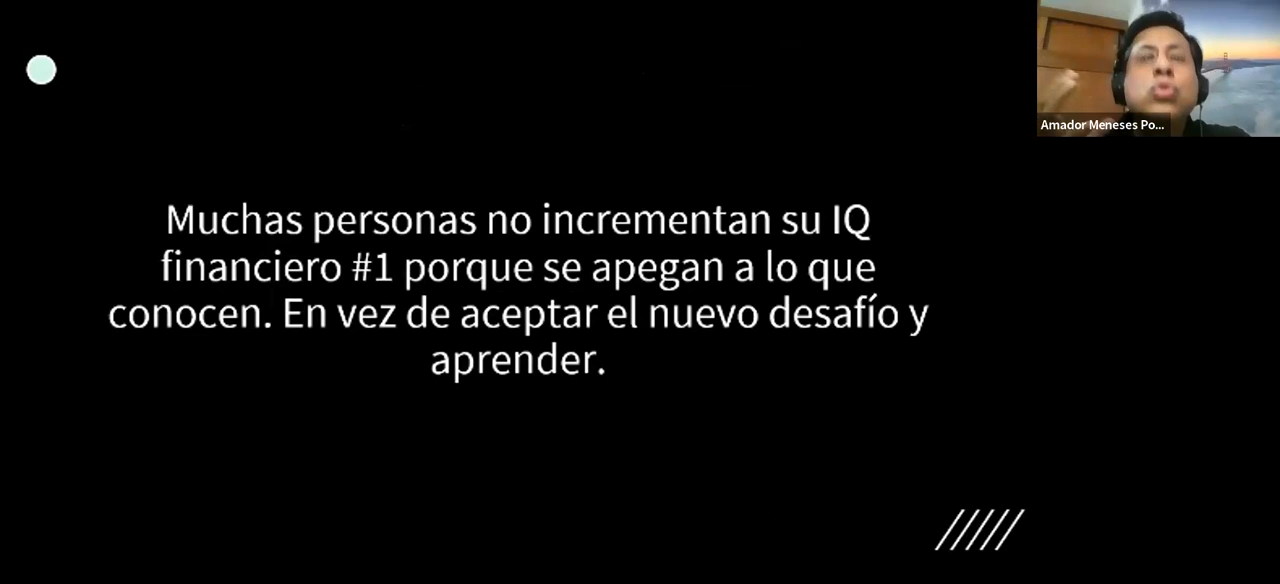 Amador Meneses Po...
Muchas personas no incrementan su IQ
financiero #1 porque se apegan a lo que
conocen. En vez de aceptar el nuevo desafío y
aprender.